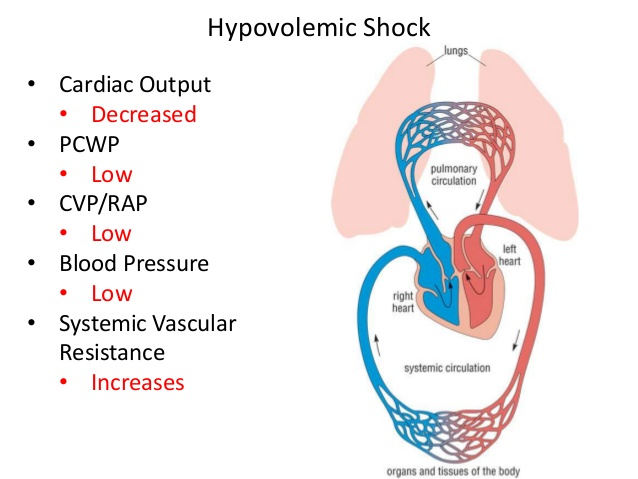 Hypovolemic Shock
• Cardiac Output
• Decreased
• PCWP
• Low
• CVP/RAP
• Low
• Blood Pressure
• Low
• Systemic Vascular
Resistance
• Increases
lungs
pulmonary
circulation
left
heart
right
heart
systemic circulation
organs and tissues of the body